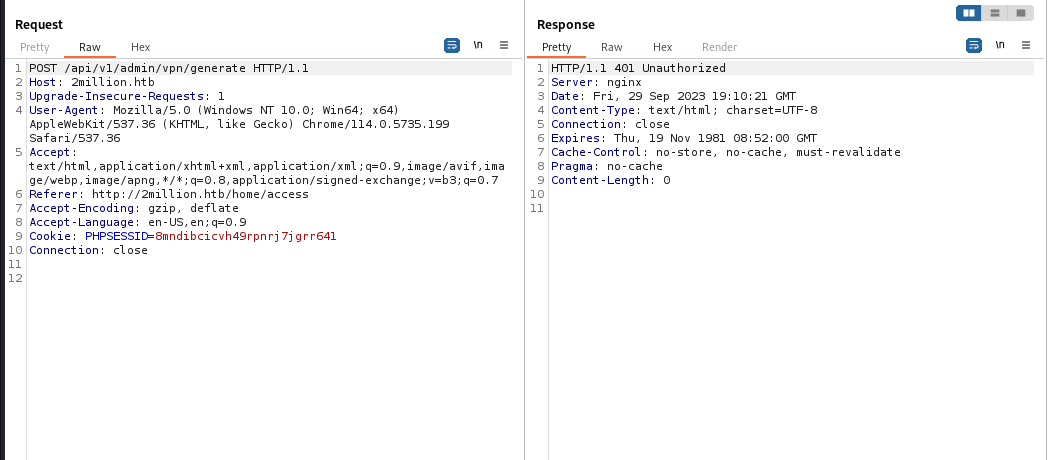 Request
Pretty Raw Hex \n
1 POST /api/v1/admin/vpn/generate HTTP/1.1
2 Host: 2million.htb
3 Upgrade-Insecure-Requests: 1
4 User-Agent: Mozilla/5.0 (Windows NT 10.0; Win64; x64)
AppleWebKit/537.36 (KHTML, like Gecko) Chrome/114.0.5735.199
Safari/537.36
5 Accept:
text/html,application/xhtml+xml,application/xml;q=0.9,image/avif,ima
ge/webp,image/apng,*/*;q=0.8,application/signed-exchange;v=b3;q=0.7
6 Referer: http://2million.htb/home/access
7 Accept-Encoding: gzip, deflate
8 Accept-Language: en-US,en;q=0.9
9 Cookie: PHPSESSID=8mndibcicvh49rpnrj7jgrr641
10 Connection: close
11
12
Response
Pretty Raw Hex Render \n
1 HTTP/1.1 401 Unauthorized
2 Server: nginx
3 Date: Fri, 29 Sep 2023 19:10:21 GMT
4 Content-Type: text/html; charset=UTF-8
5 Connection: close
6 Expires: Thu, 19 Nov 1981 08:52:00 GMT
7 Cache-Control: no-store, no-cache, must-revalidate
8 Pragma: no-cache
9 Content-Length: 0
10
11